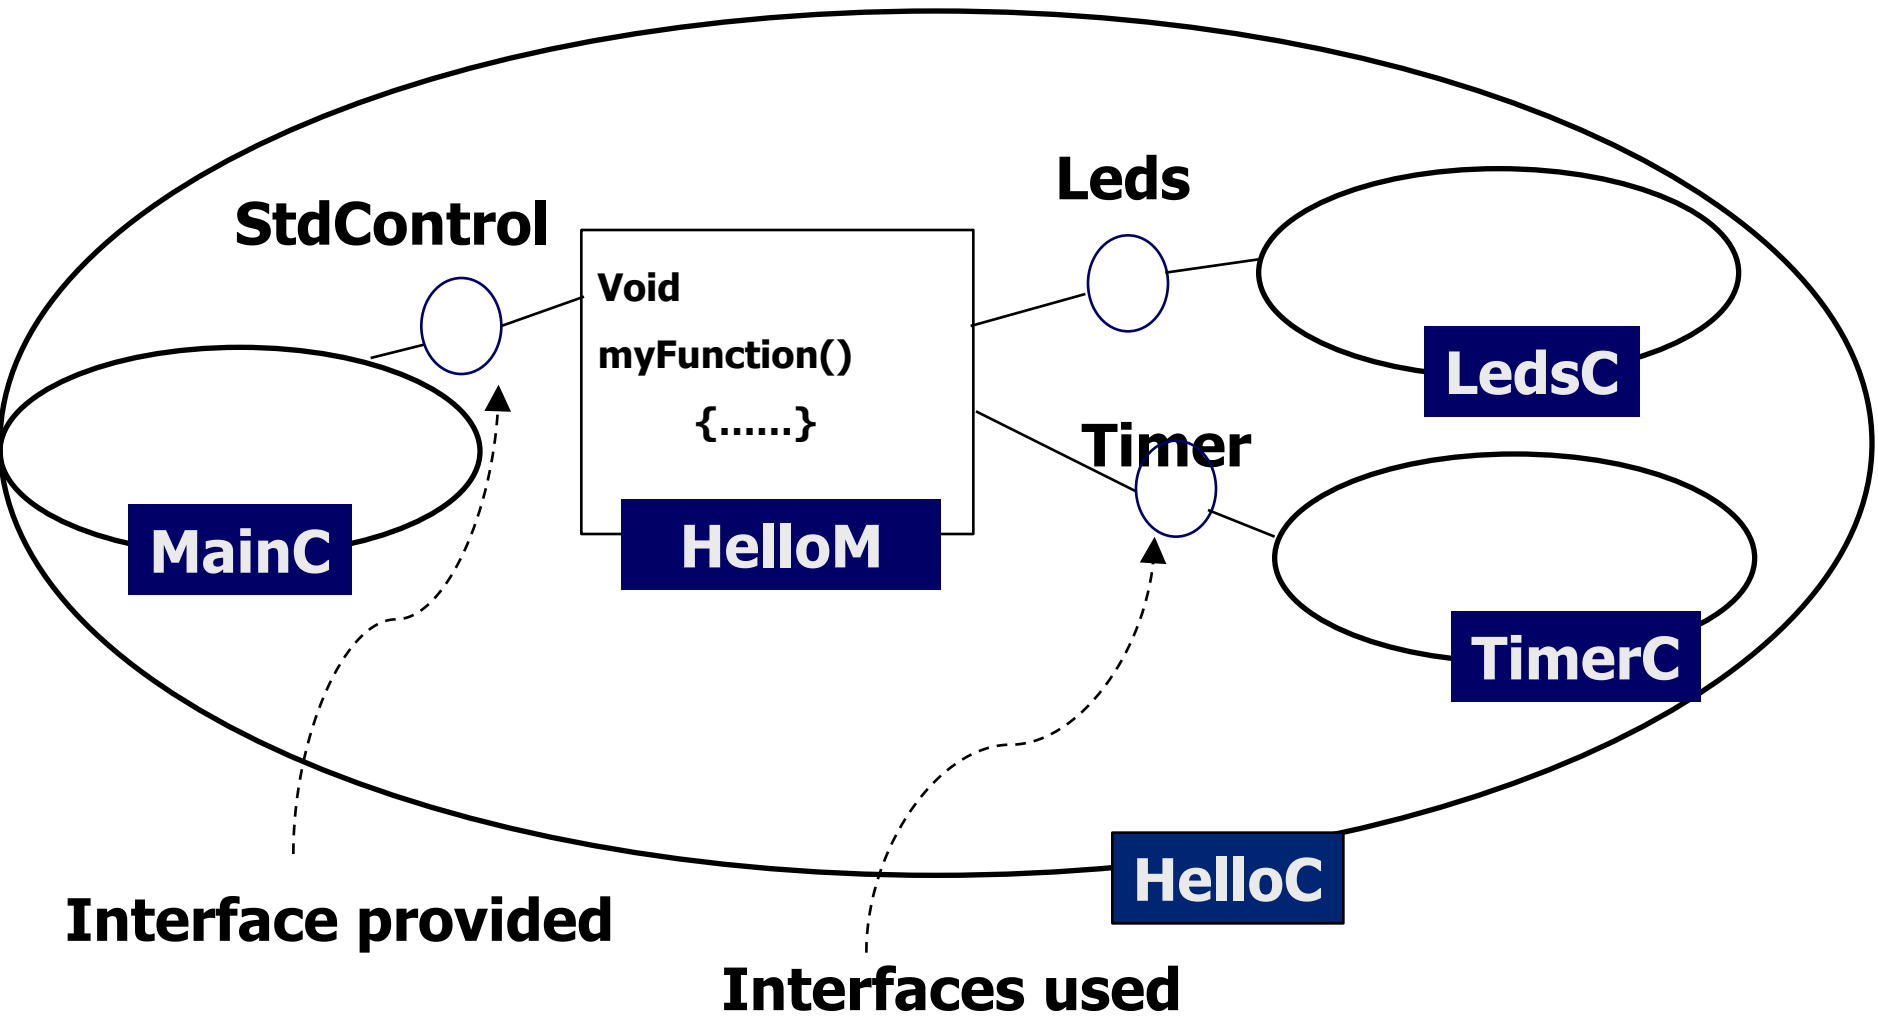 Leds
StdControl
Void
myFunction()
{......}
LedsC
Timer
MainC
HelloM
TimerC
HelloC
Interface provided
Interfaces used